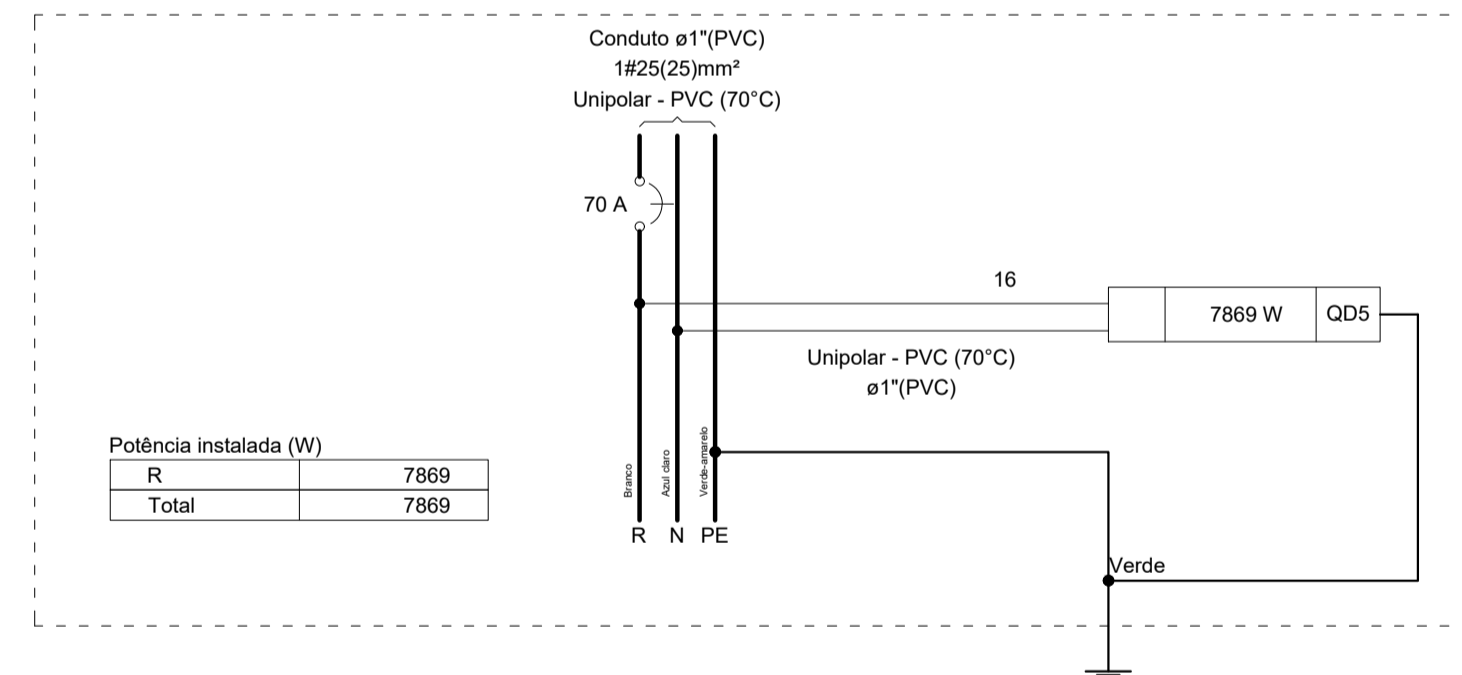 Conduto ø1"(PVC)
1#25(25)mm²
Unipolar - PVC (70°C)
70 A
16
7869 W QD5
Unipolar - PVC (70°C)
ø1"(PVC)
Potência instalada (W)
R 7869
Total 7869
Branco
Azul claro
Verde-amarelo
R N PE
Verde